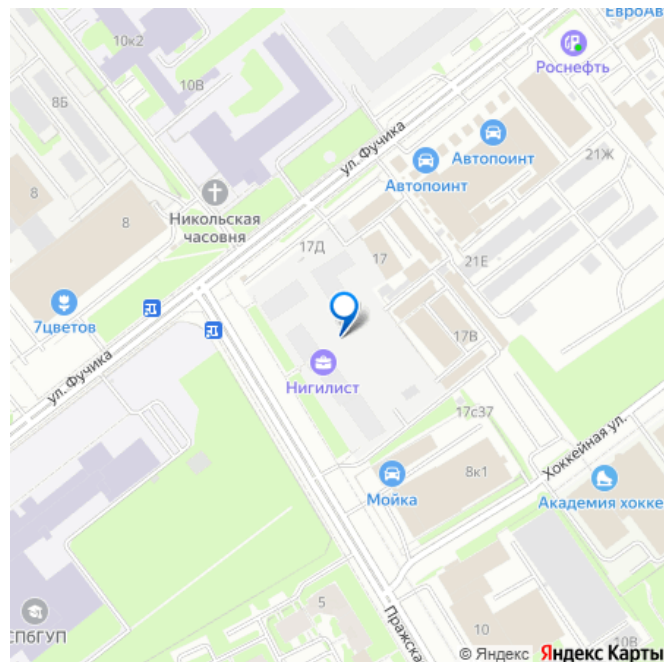 ЕвроАв
10к2
Роснефть
10В
8Б
ул. Фучика
Автопоинт
21Ж
Автопоинт
8
8
Никольская
часовня
17Д
17
21Е
7цветов
17В
ул. Фучика
Нигилист
17с37
Хоккейная ул.
8к1
Мойка
Академия хокке
5
СПбГУП
Пражска
10
10В
© Яндекс Яндекс Карты